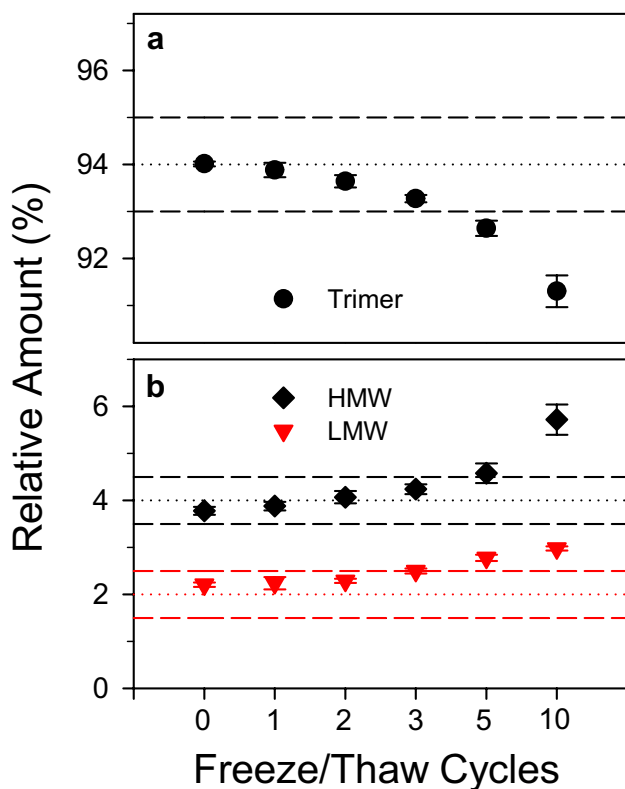 a
96
94
92
Trimer
Relative Amount (%)
b
HMW
LMW
6
4
2
0
0 1 2 3 5 10
Freeze/Thaw Cycles